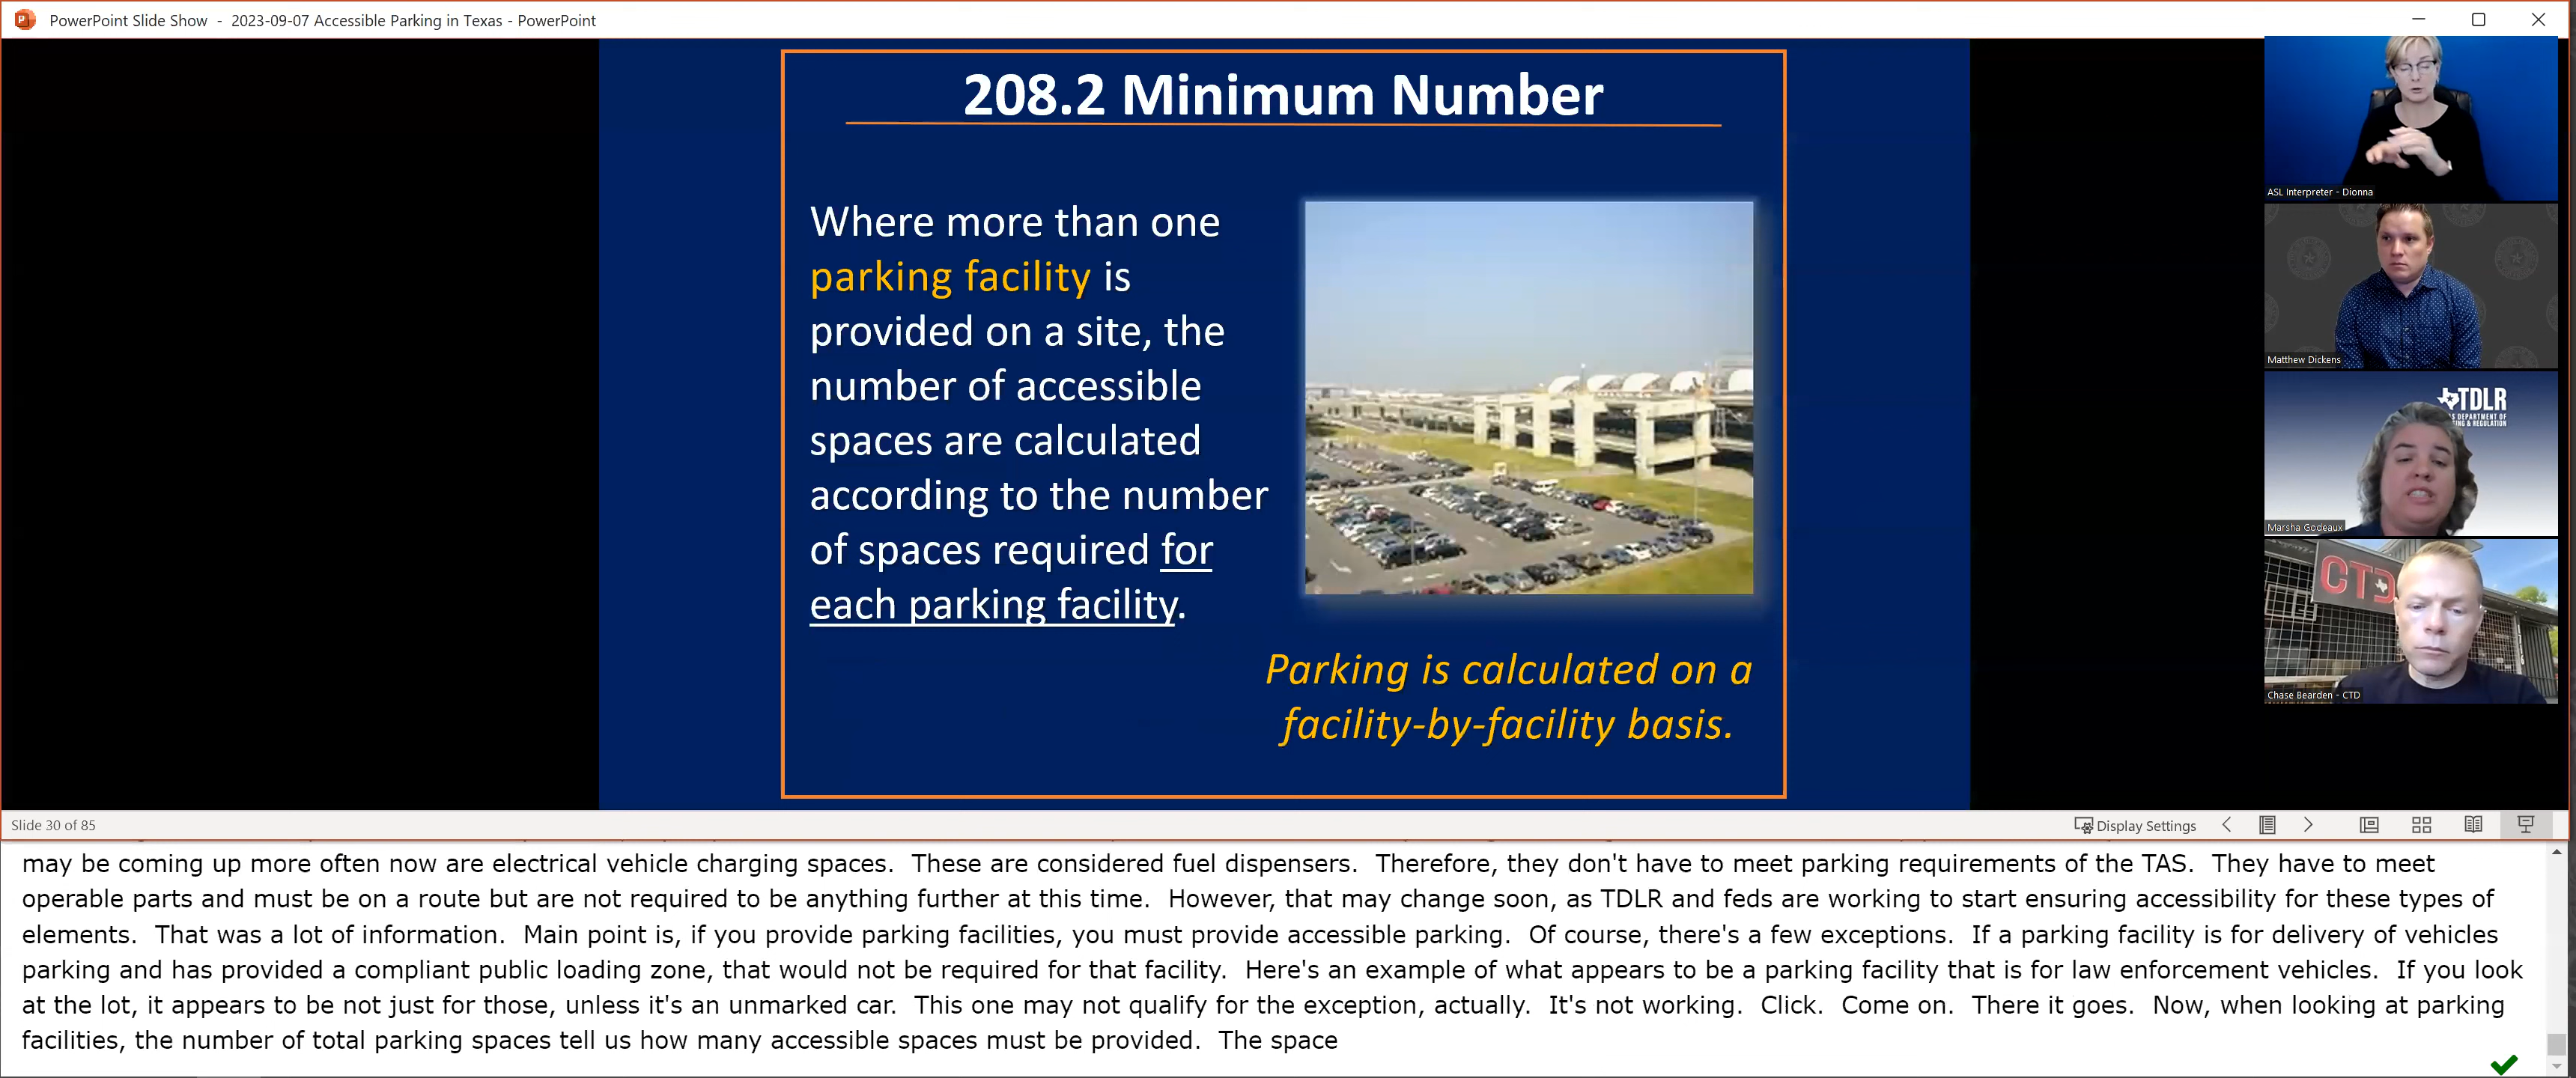 PowerPoint Slide Show - 2023-09-07 Accessible Parking in Texas - PowerPoint
208.2 Minimum Number
Where more than one
parking facility is
provided on a site, the
number of accessible
spaces are calculated
according to the number
of spaces required for
each parking facility.
Parking is calculated on a
facility-by-facility basis.
ASL Interpreter - Dionna
Matthew Dickens
TDLR
S DEPARTMENT OF
ING & REGULATION
Marsha Godeaux
CTD
Chase Bearden - CTD
Slide 30 of 85
Display Settings
may be coming up more often now are electrical vehicle charging spaces. These are considered fuel dispensers. Therefore, they don't have to meet parking requirements of the TAS. They have to meet
operable parts and must be on a route but are not required to be anything further at this time. However, that may change soon, as TDLR and feds are working to start ensuring accessibility for these types of
elements. That was a lot of information. Main point is, if you provide parking facilities, you must provide accessible parking. Of course, there's a few exceptions. If a parking facility is for delivery of vehicles
parking and has provided a compliant public loading zone, that would not be required for that facility. Here's an example of what appears to be a parking facility that is for law enforcement vehicles. If you look
at the lot, it appears to be not just for those, unless it's an unmarked car. This one may not qualify for the exception, actually. It's not working. Click. Come on. There it goes. Now, when looking at parking
facilities, the number of total parking spaces tell us how many accessible spaces must be provided. The space